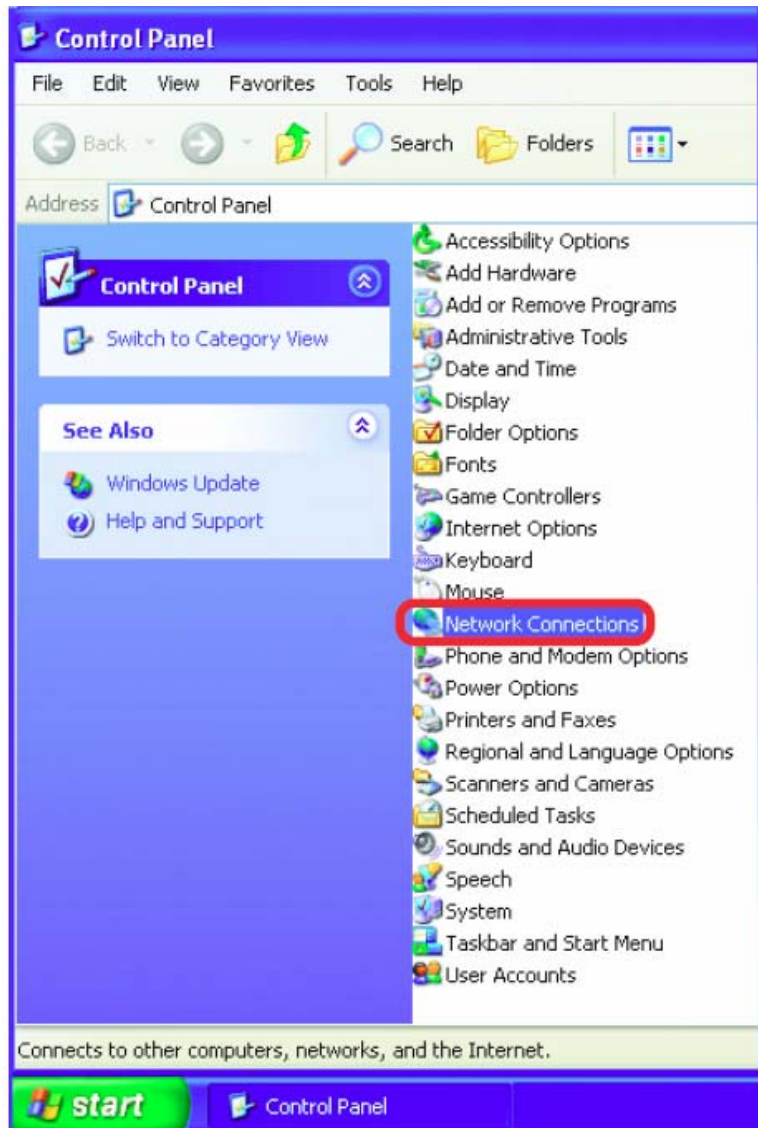 Control Panel
File Edit View Favorites Tools Help
Back Search Folders
Address Control Panel
Control Panel
Switch to Category View
See Also
Windows Update
Help and Support
Accessibility Options
Add Hardware
Add or Remove Programs
Administrative Tools
Date and Time
Display
Folder Options
Fonts
Game Controllers
Internet Options
Keyboard
Mouse
Network Connections
Phone and Modem Options
Power Options
Printers and Faxes
Regional and Language Options
Scanners and Cameras
Scheduled Tasks
Sounds and Audio Devices
Speech
System
Taskbar and Start Menu
User Accounts
Connects to other computers, networks, and the Internet.
start Control Panel